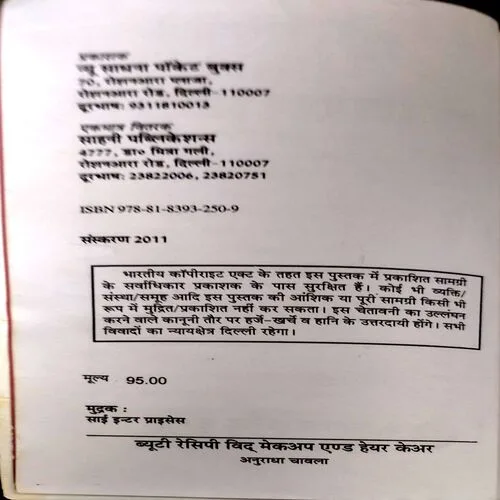 प्रकाशक
न्यू साधना पॉकेट बुक्स
70, रोशनआरा प्लाजा,
रोशनआरा रोड, दिल्ली-110007
दूरभाष: 9311810013
एकमात्र वितरक
साहनी पब्लिकेशन्स
4777, डा० मित्रा गली,
रोशनआरा रोड, दिल्ली-110007
दूरभाष: 23822006, 23820751
ISBN 978-81-8393-250-9
संस्करण 2011
भारतीय कॉपीराइट एक्ट के तहत इस पुस्तक में प्रकाशित सामग्री
के सर्वाधिकार प्रकाशक के पास सुरक्षित हैं। कोई भी व्यक्ति/
संस्था/समूह आदि इस पुस्तक की आंशिक या पूरी सामग्री किसी भी
रूप में मुद्रित/प्रकाशित नहीं कर सकता। इस चेतावनी का उल्लंघन
करने वाले कानूनी तौर पर हर्जे-खर्चे व हानि के उत्तरदायी होंगे। सभी
विवादों का न्यायक्षेत्र दिल्ली रहेगा।
मूल्य 95.00
मुद्रक :
साई इन्टर प्राइसेस
ब्यूटी रेसिपी विद् मेकअप एण्ड हेयर केअर
अनुराधा चावला